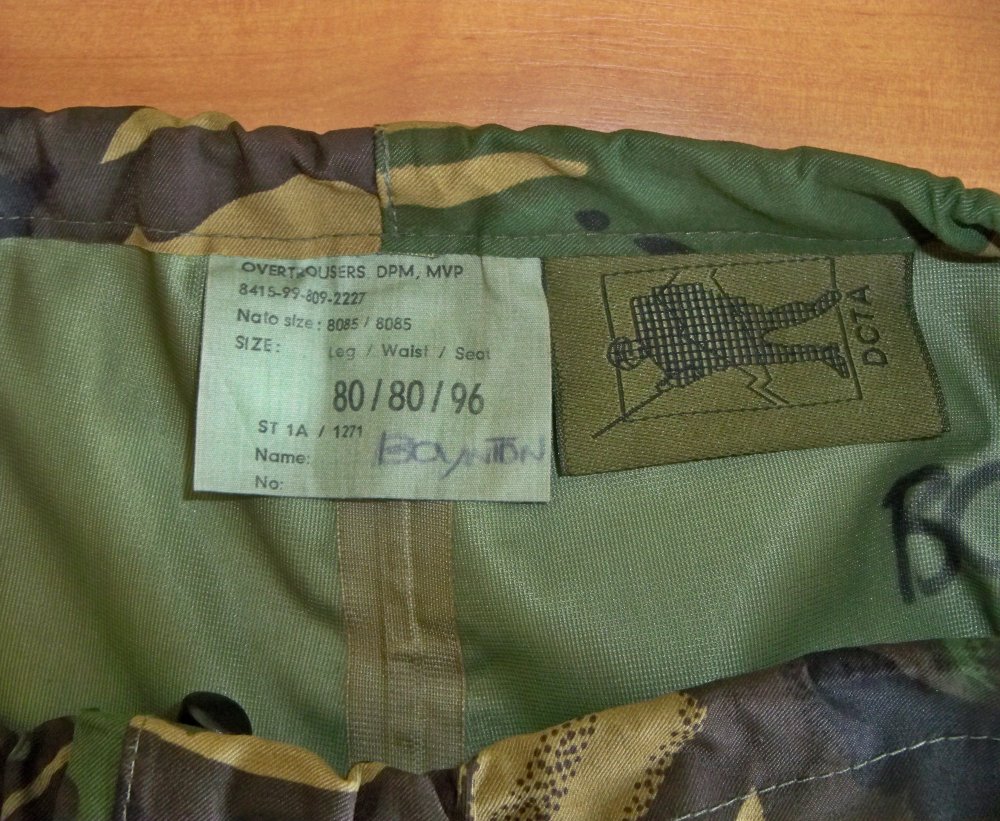 OVERTROUSERS DPM, MVP
8415-99-809-2227
Nato size: 8085 / 8085
SIZE: Leg / Waist / Seat
80/80/96
ST 1A / 1271
Name: BOYNTON
No:
DCTA
BO